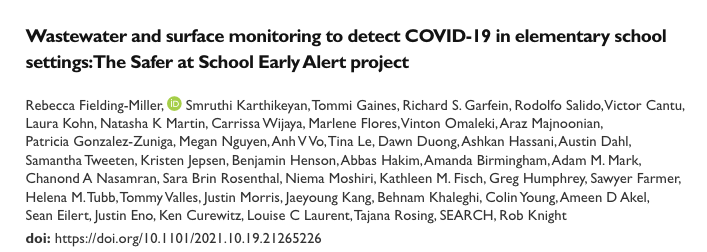 Wastewater and surface monitoring to detect COVID-19 in elementary school
settings:The Safer at School Early Alert project
Rebecca Fielding-Miller, iD Smruthi Karthikeyan, Tommi Gaines, Richard S. Garfein, Rodolfo Salido, Victor Cantu,
Laura Kohn, Natasha K Martin, Carrissa Wijaya, Marlene Flores, Vinton Omaleki, Araz Majnoonian,
Patricia Gonzalez-Zuniga, Megan Nguyen, Anh V Vo, Tina Le, Dawn Duong, Ashkan Hassani, Austin Dahl,
Samantha Tweeten, Kristen Jepsen, Benjamin Henson, Abbas Hakim, Amanda Birmingham, Adam M. Mark,
Chanond A Nasamran, Sara Brin Rosenthal, Niema Moshiri, Kathleen M. Fisch, Greg Humphrey, Sawyer Farmer,
Helena M. Tubb, Tommy Valles, Justin Morris, Jaeyoung Kang, Behnam Khaleghi, Colin Young, Ameen D Akel,
Sean Eilert, Justin Eno, Ken Curewitz, Louise C Laurent, Tajana Rosing, SEARCH, Rob Knight
doi: https://doi.org/10.1101/2021.10.19.21265226